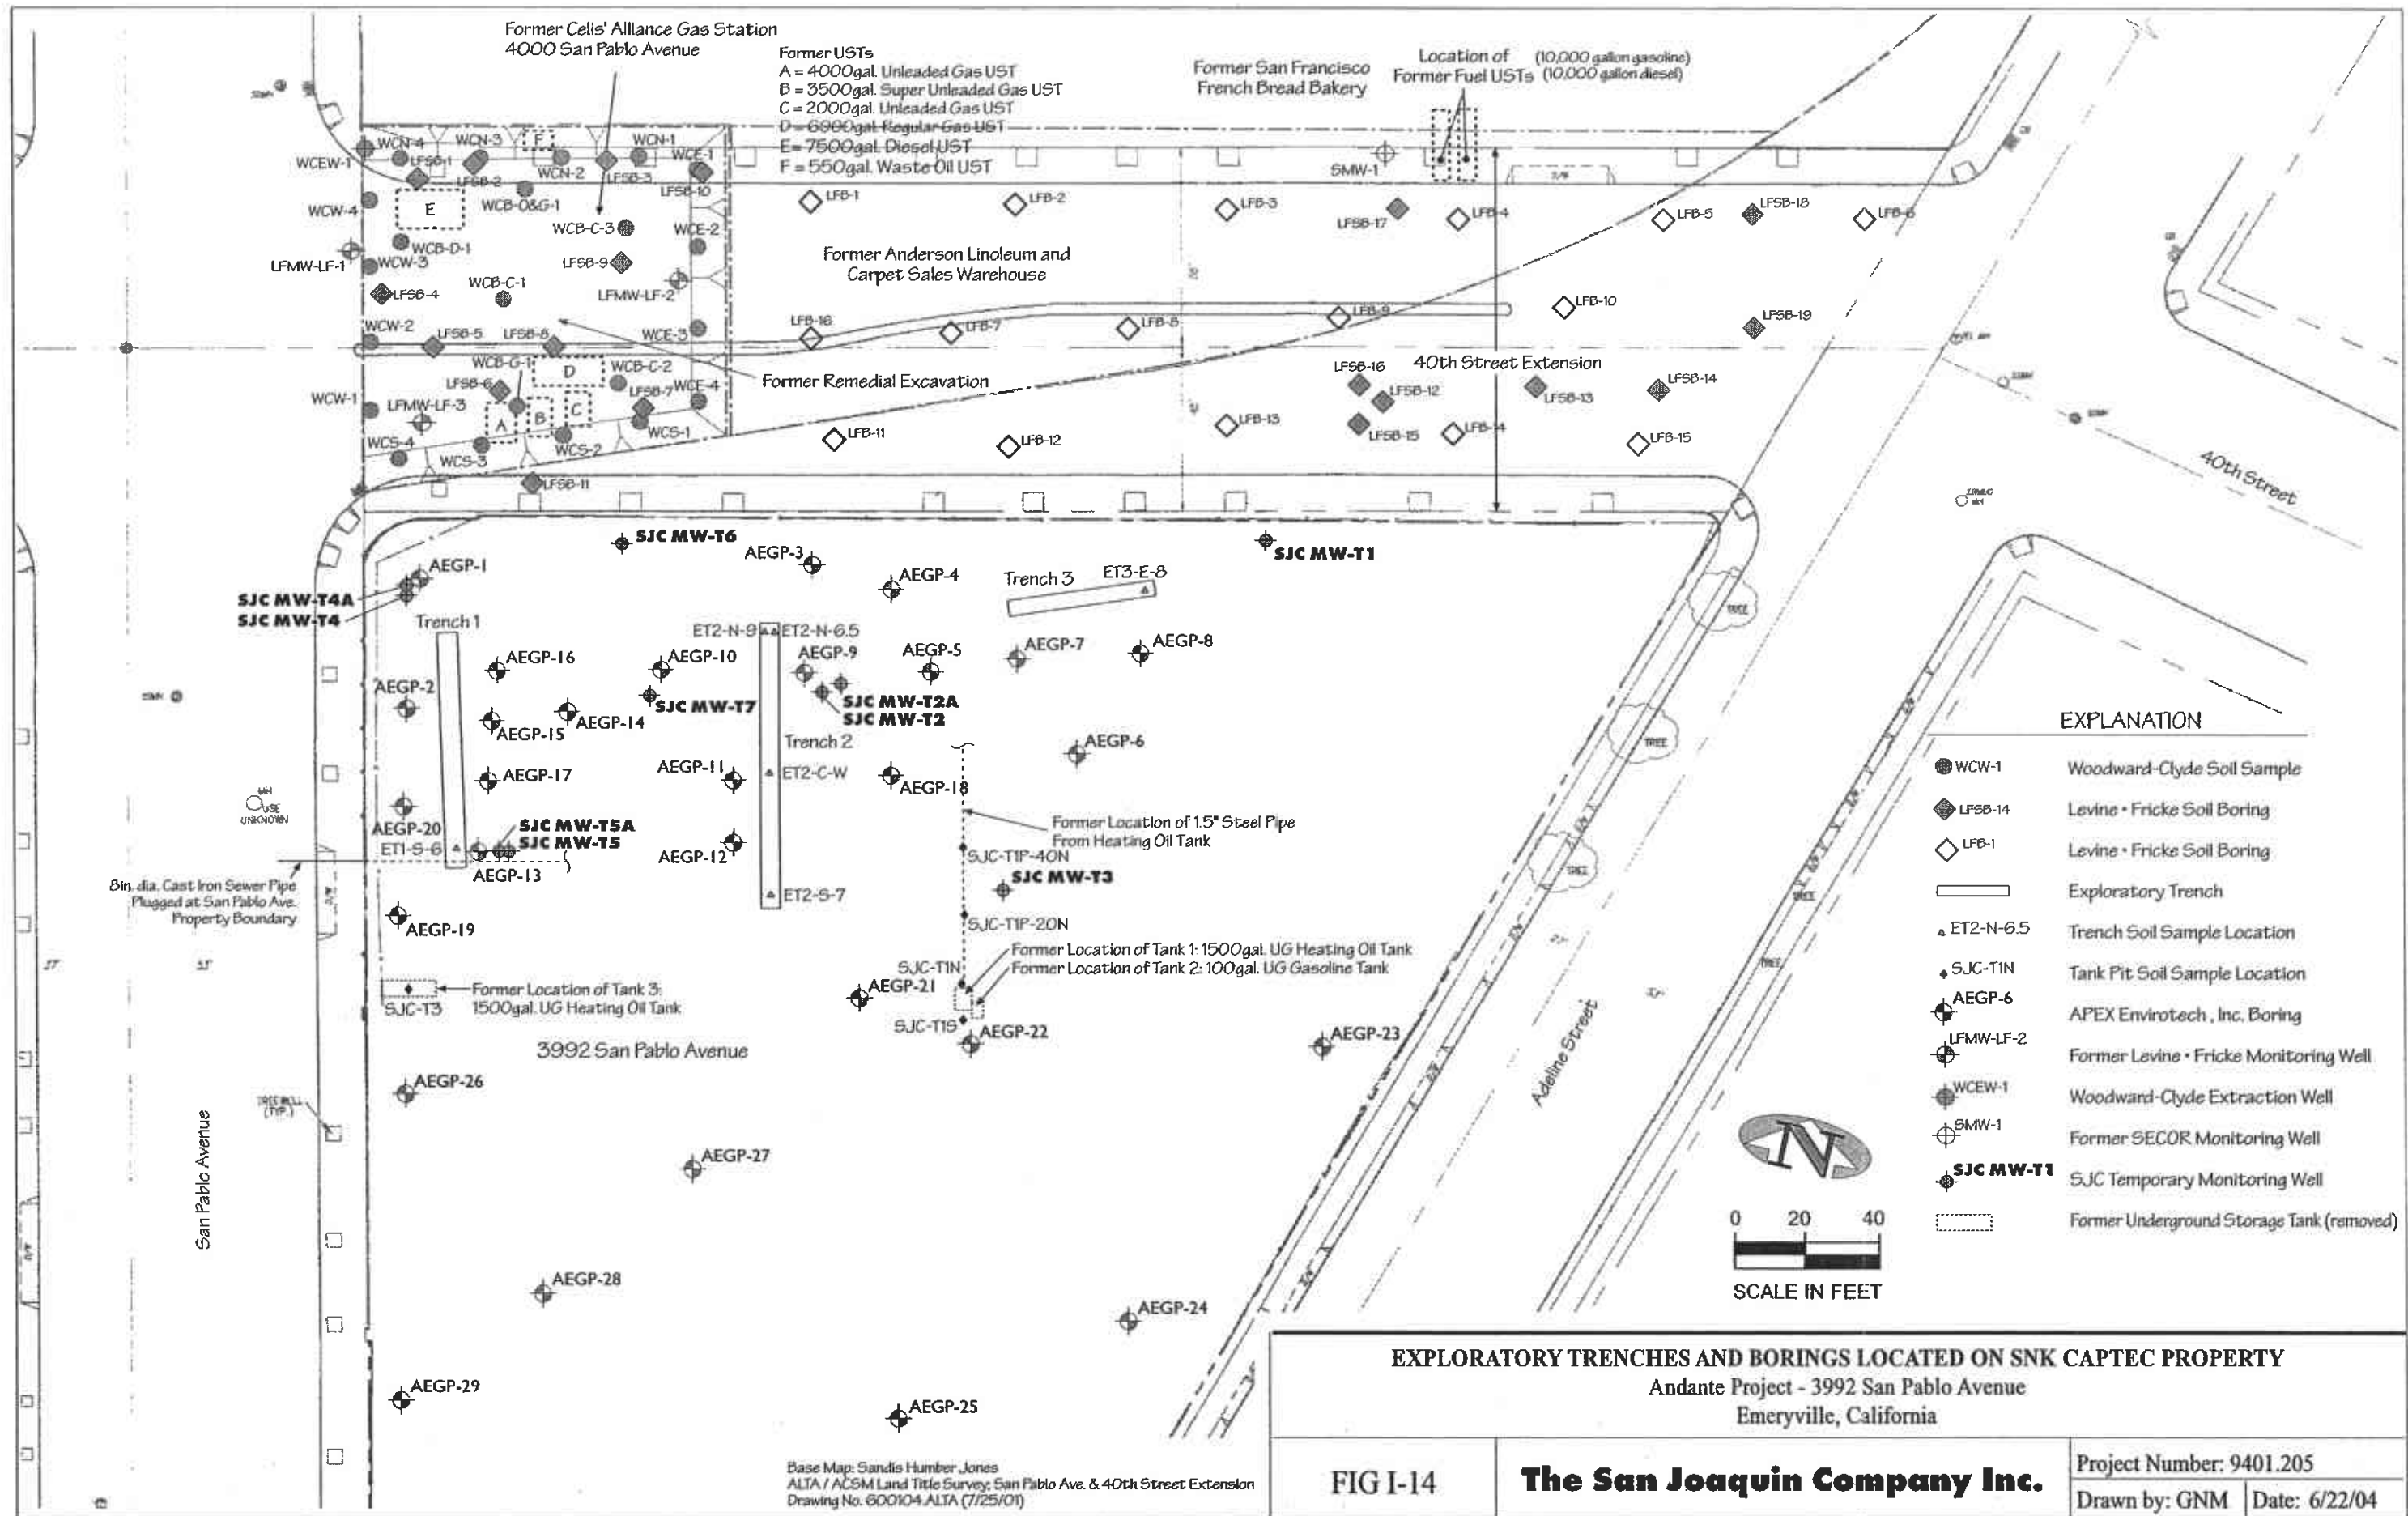 Former Celis' Alliance Gas Station
4000 San Pablo Avenue
Former USTs
A = 4000gal. Unleaded Gas UST
B = 3500gal. Super Unleaded Gas UST
C = 2000gal. Unleaded Gas UST
D = 6900gal. Regular Gas UST
E = 7500gal. Diesel UST
F = 550gal. Waste Oil UST
Former San Francisco
French Bread Bakery
Location of (10,000 gallon gasoline)
Former Fuel USTs (10,000 gallon diesel)
WCEW-1
WCN-4
WCN-3
F
WCN-1
WCE-1
LFSB-1
LFSB-2
WCN-2
LFSB-3
LFSB-10
SMW-1
WCW-4
E
WCB-O&G-1
WCB-C-3
WCE-2
LFB-1
LFB-2
LFB-3
LFSB-17
LFB-4
LFB-5
LFSB-18
LFB-6
LFMW-LF-1
WCB-D-1
WCW-3
LFSB-9
Former Anderson Linoleum and
Carpet Sales Warehouse
LFSB-4
WCB-C-1
LFMW-LF-2
LFB-10
WCW-2
LFSB-5
LFSB-8
WCE-3
LFB-16
LFB-7
LFB-8
LFB-9
LFSB-19
WCB-G-1
D
WCB-C-2
Former Remedial Excavation
LFSB-16
40th Street Extension
LFSB-6
LFSB-7
WCE-4
LFSB-12
LFSB-13
LFSB-14
WCW-1
LFMW-LF-3
A
B
C
WCS-4
WCS-3
WCS-2
WCS-1
LFB-11
LFB-12
LFB-13
LFSB-15
LFB-14
LFB-15
LFSB-11
40th Street
SJC MW-T6
AEGP-3
SJC MW-T1
AEGP-1
AEGP-4
Trench 3
ET3-E-8
SJC MW-T4A
SJC MW-T4
Trench 1
TREE
ET2-N-9
ET2-N-6.5
AEGP-16
AEGP-10
AEGP-9
AEGP-5
AEGP-7
AEGP-8
AEGP-2
SJC MW-T7
SJC MW-T2A
SJC MW-T2
AEGP-15
AEGP-14
Trench 2
AEGP-6
TREE
AEGP-17
AEGP-11
ET2-C-W
AEGP-18
MH
USE
UNKNOWN
AEGP-20
SJC MW-T5A
SJC MW-T5
ET1-S-6
AEGP-13
AEGP-12
Former Location of 1.5" Steel Pipe
From Heating Oil Tank
SJC-T1P-40N
SJC MW-T3
TREE
8in. dia. Cast Iron Sewer Pipe
Plugged at San Pablo Ave.
Property Boundary
ET2-S-7
AEGP-19
SJC-T1P-20N
TREE
Former Location of Tank 1: 1500gal. UG Heating Oil Tank
Former Location of Tank 2: 100gal. UG Gasoline Tank
SJC-T1N
TREE
SJC-T3
Former Location of Tank 3:
1500gal. UG Heating Oil Tank
AEGP-21
SJC-T1S
AEGP-22
AEGP-23
3992 San Pablo Avenue
Adeline Street
AEGP-26
TREE WELL
(TYP.)
San Pablo Avenue
AEGP-27
AEGP-28
AEGP-24
AEGP-29
AEGP-25
EXPLANATION
WCW-1 Woodward-Clyde Soil Sample
LFSB-14 Levine • Fricke Soil Boring
LFB-1 Levine • Fricke Soil Boring
Exploratory Trench
ET2-N-6.5 Trench Soil Sample Location
SJC-T1N Tank Pit Soil Sample Location
AEGP-6 APEX Envirotech, Inc. Boring
LFMW-LF-2 Former Levine • Fricke Monitoring Well
WCEW-1 Woodward-Clyde Extraction Well
SMW-1 Former SECOR Monitoring Well
SJC MW-T1 SJC Temporary Monitoring Well
Former Underground Storage Tank (removed)
N
0 20 40
SCALE IN FEET
Base Map: Sandis Humber Jones
ALTA / ACSM Land Title Survey; San Pablo Ave. & 40th Street Extension
Drawing No. 600104.ALTA (7/25/01)
EXPLORATORY TRENCHES AND BORINGS LOCATED ON SNK CAPTEC PROPERTY
Andante Project - 3992 San Pablo Avenue
Emeryville, California
FIG I-14
The San Joaquin Company Inc.
Project Number: 9401.205
Drawn by: GNM
Date: 6/22/04